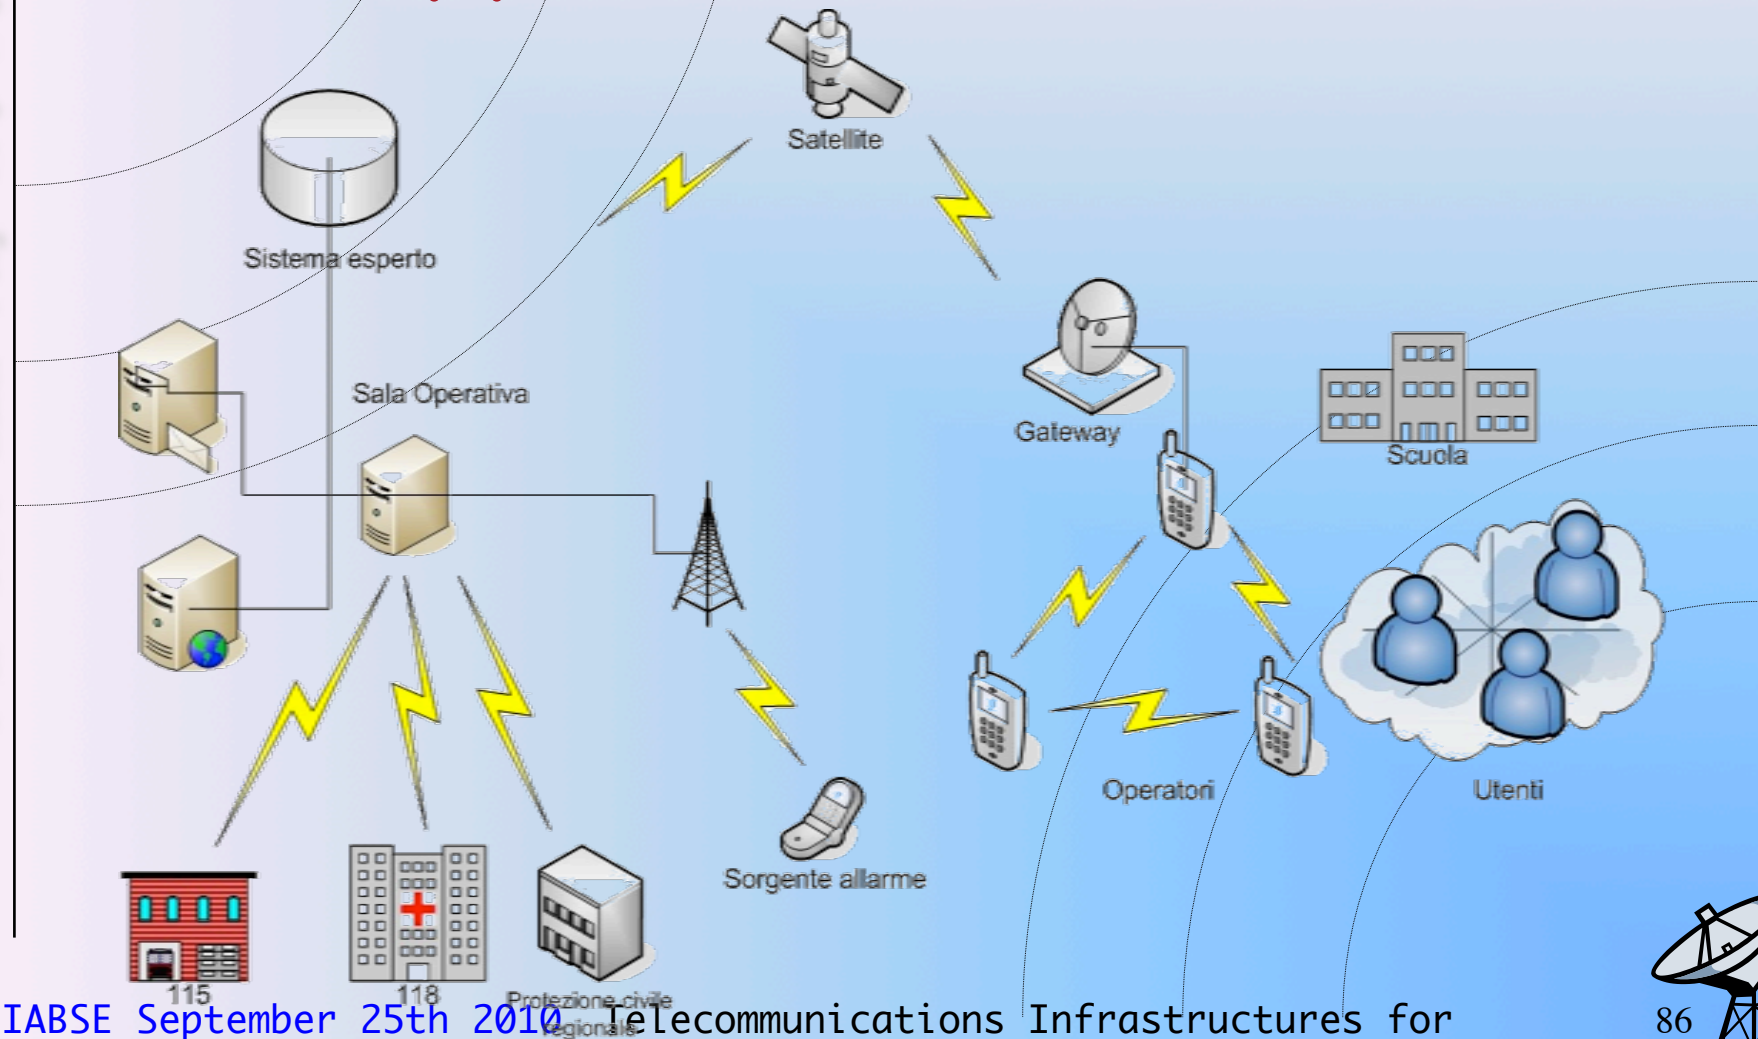 Satellite
Sistema esperto
Sala Operativa
Gateway
Scuola
Operatori
Utenti
Sorgente allarme
115
118
Protezione civile
regionale
IABSE September 25th 2010 Telecommunications Infrastructures for
86